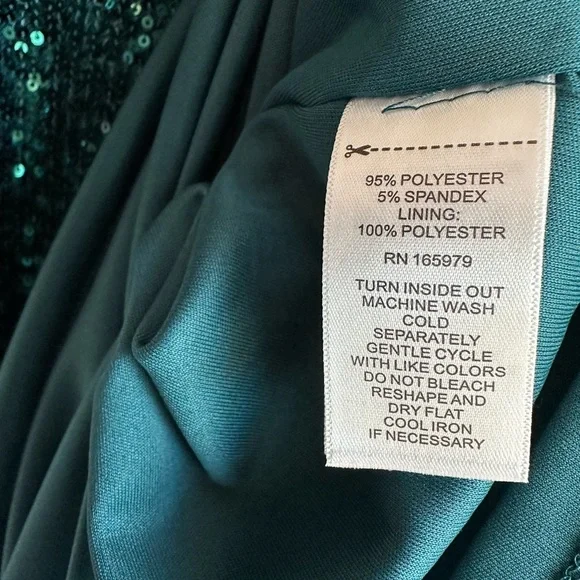 95% POLYESTER
5% SPANDEX
LINING:
100% POLYESTER
RN 165979
TURN INSIDE OUT
MACHINE WASH
COLD
SEPARATELY
GENTLE CYCLE
WITH LIKE COLORS
DO NOT BLEACH
RESHAPE AND
DRY FLAT
COOL IRON
IF NECESSARY